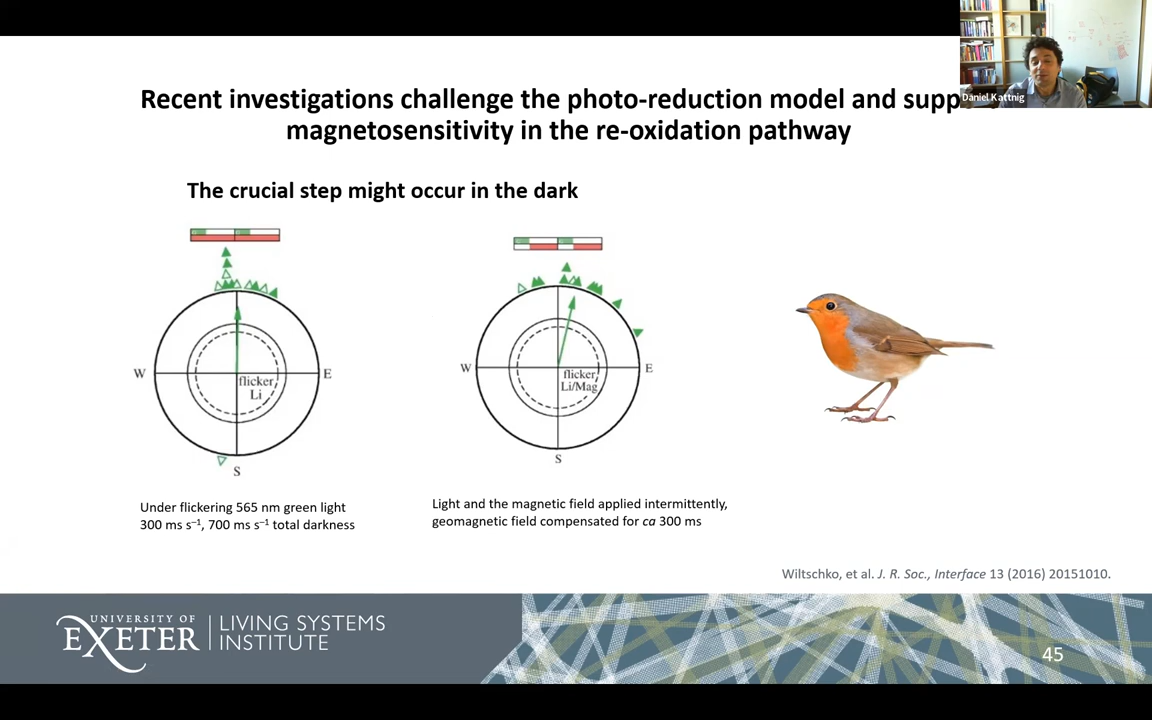 Recent investigations challenge the photo-reduction model and supp
Daniel Kattnig
magnetosensitivity in the re-oxidation pathway
The crucial step might occur in the dark
W
E
flicker
Li
S
W
E
flicker
Li/Mag
S
Under flickering 565 nm green light
300 ms s⁻¹, 700 ms s⁻¹ total darkness
Light and the magnetic field applied intermittently,
geomagnetic field compensated for ca 300 ms
Wiltschko, et al. J. R. Soc., Interface 13 (2016) 20151010.
UNIVERSITY OF
EXETER
LIVING SYSTEMS
INSTITUTE
45